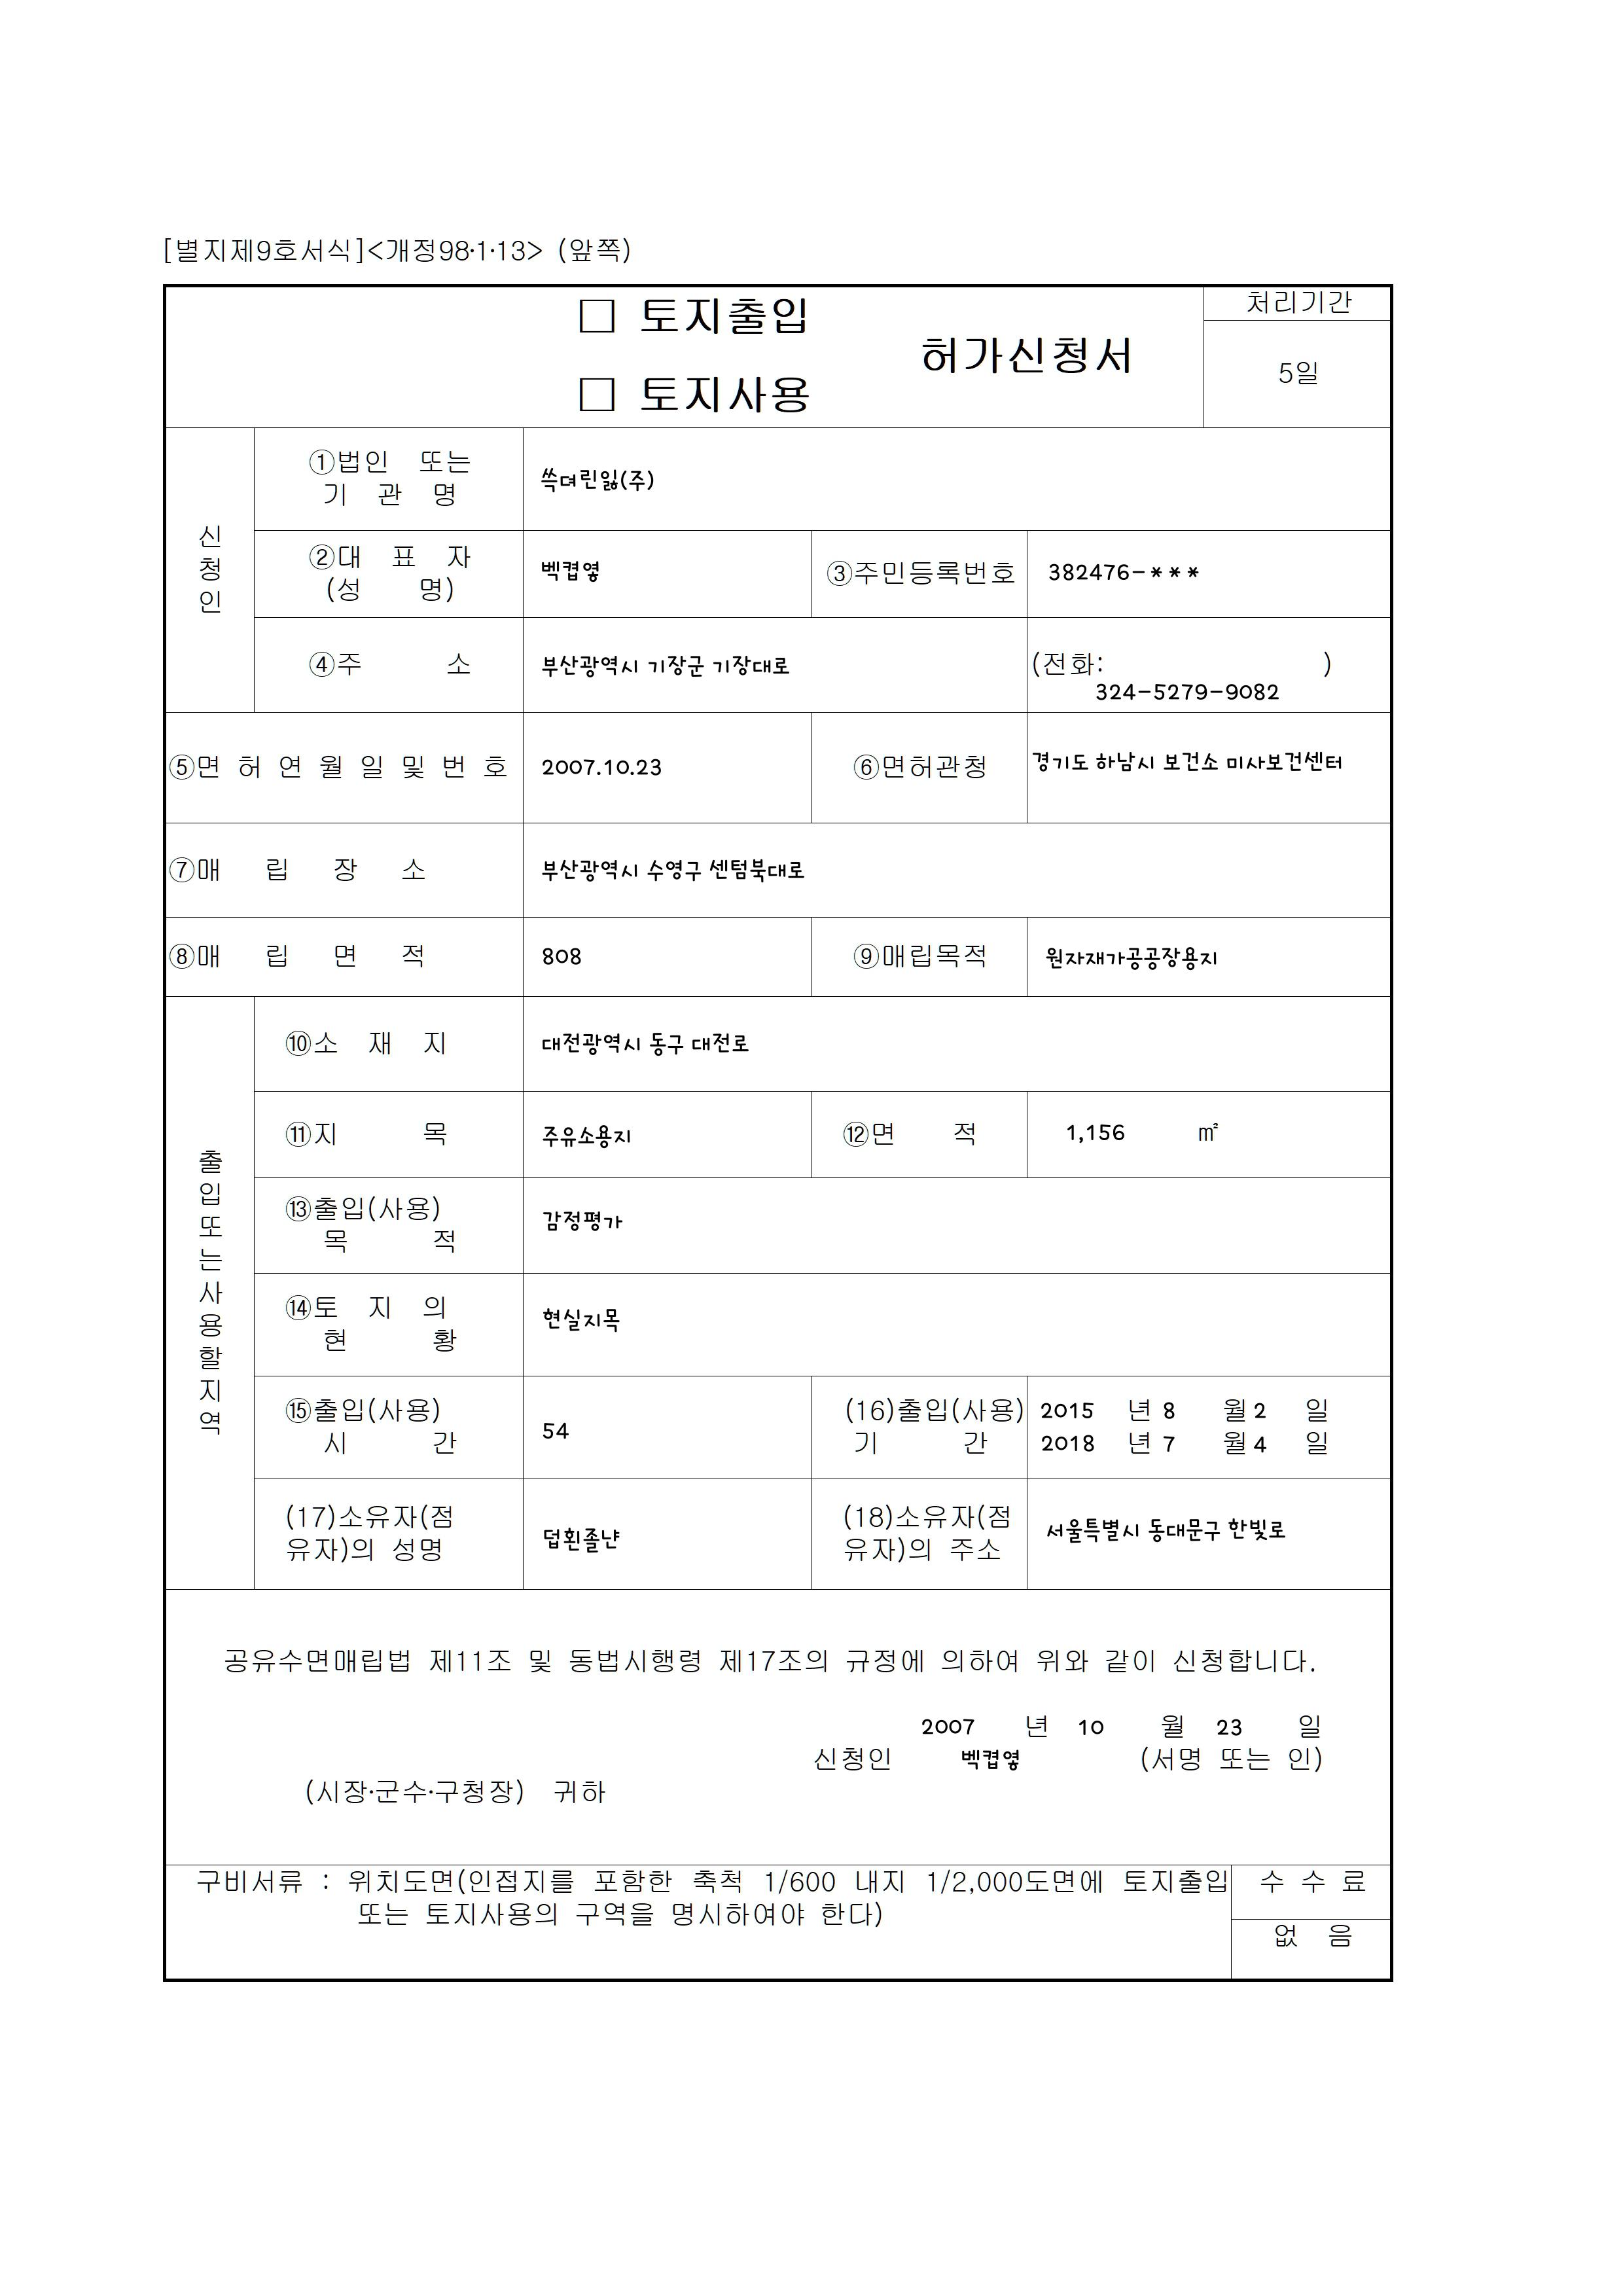 [별지제9호서식]<개정98·1·13> (앞쪽)
□ 토지출입
허가신청서
□ 토지사용
처리기간
5일
신청인
①법인 또는 기 관 명
쓱뎌린잃(주)
②대 표 자 (성 명)
벡켭옇
③주민등록번호
382476-***
④주 소
부산광역시 기장군 기장대로
(전화: )
324-5279-9082
⑤면 허 연 월 일 및 번 호
2007.10.23
⑥면허관청
경기도 하남시 보건소 미사보건센터
⑦매 립 장 소
부산광역시 수영구 센텀북대로
⑧매 립 면 적
808
⑨매립목적
원자재가공공장용지
출입또는사용할지역
⑩소 재 지
대전광역시 동구 대전로
⑪지 목
주유소용지
⑫면 적
1,156 ㎡
⑬출입(사용) 목 적
감정평가
⑭토 지 의 현 황
현실지목
⑮출입(사용) 시 간
54
(16)출입(사용) 기 간
2015 년 8 월 2 일
2018 년 7 월 4 일
(17)소유자(점유자)의 성명
덥횐졸냔
(18)소유자(점유자)의 주소
서울특별시 동대문구 한빛로
공유수면매립법 제11조 및 동법시행령 제17조의 규정에 의하여 위와 같이 신청합니다.
2007 년 10 월 23 일
신청인 벡켭옇 (서명 또는 인)
(시장·군수·구청장) 귀하
구비서류 : 위치도면(인접지를 포함한 축척 1/600 내지 1/2,000도면에 토지출입
또는 토지사용의 구역을 명시하여야 한다)
수 수 료
없 음